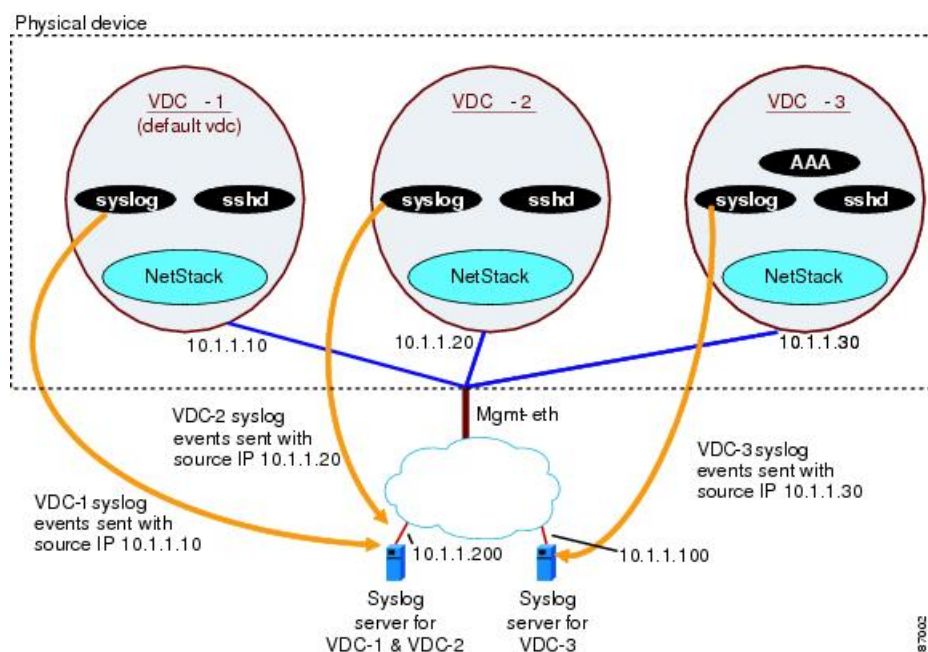 Physical device
VDC - 1
(default vdc)
syslog
sshd
NetStack
VDC - 2
syslog
sshd
NetStack
VDC - 3
AAA
syslog
sshd
NetStack
10.1.1.10
10.1.1.20
10.1.1.30
Mgmt-eth
VDC-2 syslog
events sent with
source IP 10.1.1.20
VDC-3 syslog
events sent with
source IP 10.1.1.30
VDC-1 syslog
events sent with
source IP 10.1.1.10
10.1.1.200
10.1.1.100
Syslog
server for
VDC-1 & VDC-2
Syslog
server for
VDC-3
87002